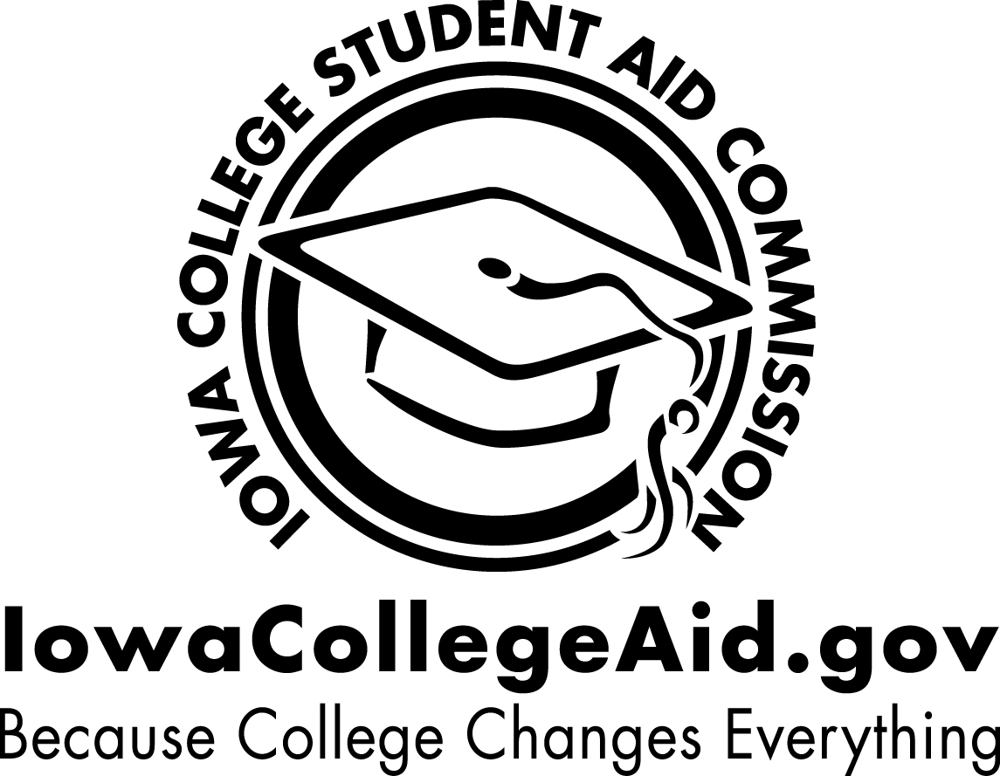 IOWA COLLEGE STUDENT AID COMMISSION
IowaCollegeAid.gov
Because College Changes Everything